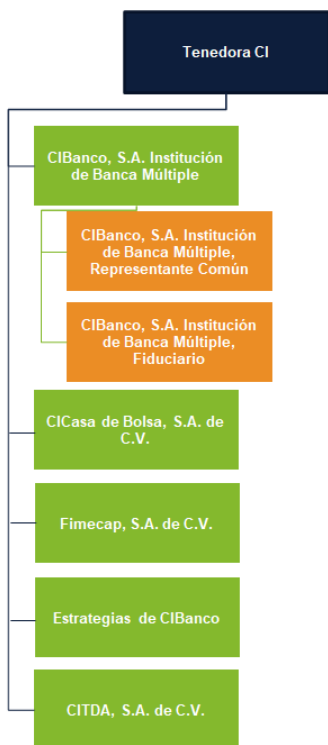 Tenedora CI
CIBanco, S.A. Institución
de Banca Múltiple
CIBanco, S.A. Institución
de Banca Múltiple,
Representante Común
CIBanco, S.A. Institución
de Banca Múltiple,
Fiduciario
CICasa de Bolsa, S.A. de
C.V.
Fimecap, S.A. de C.V.
Estrategias de CIBanco
CITDA, S.A. de C.V.